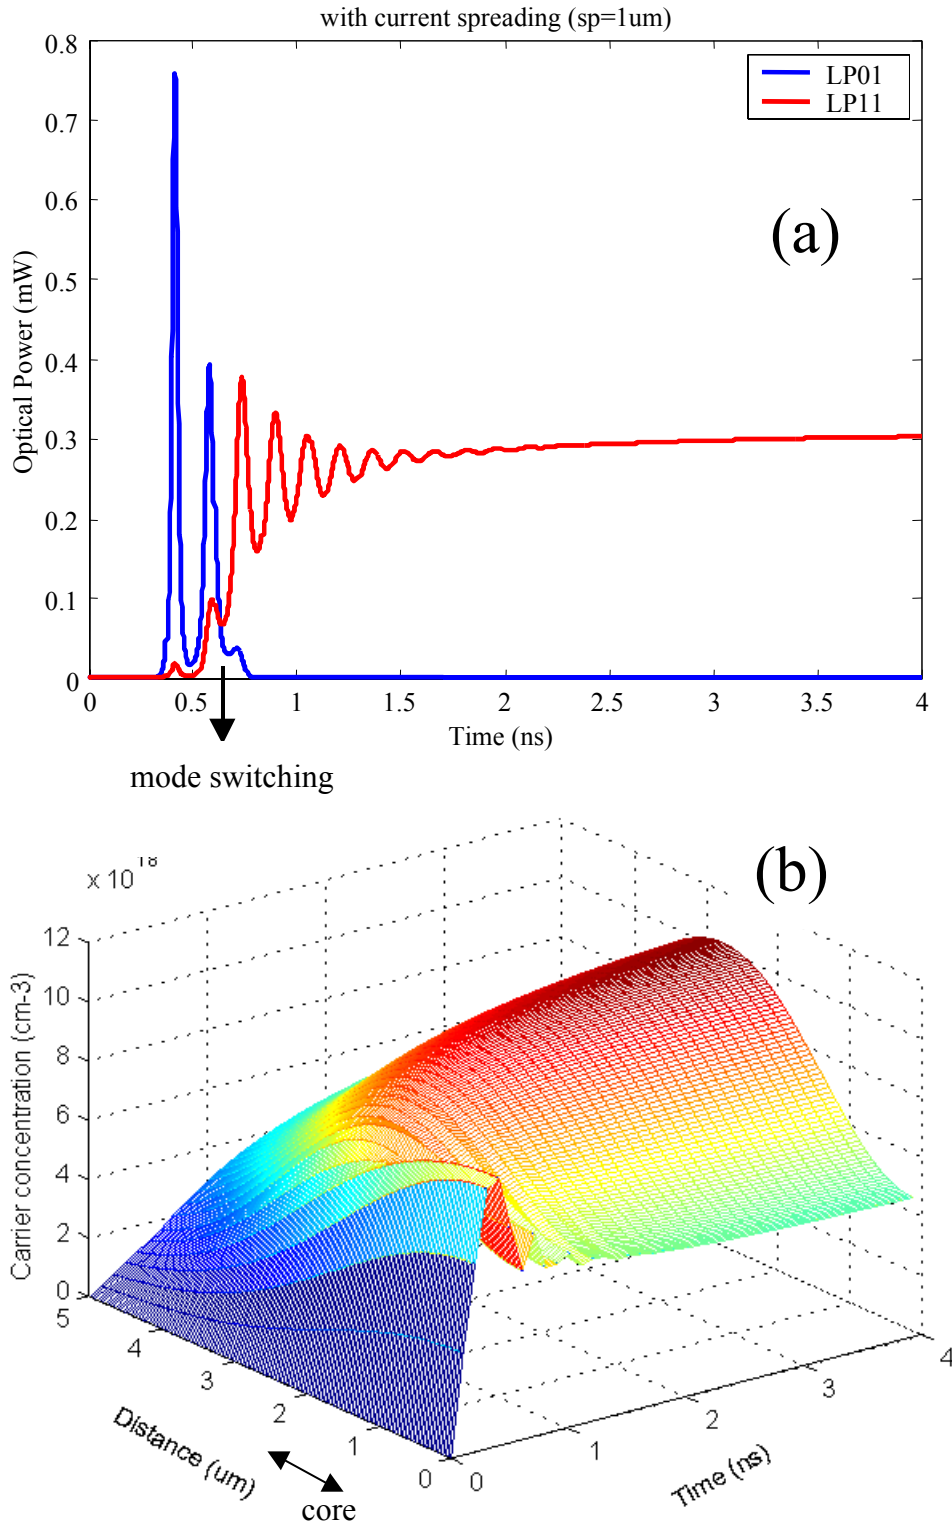 with current spreading (sp=1um)
0.8
0.7
0.6
0.5
0.4
0.3
0.2
0.1
0
Optical Power (mW)
LP01
LP11
(a)
0 0.5 1 1.5 2 2.5 3 3.5 4
Time (ns)
mode switching
(b)
x 10 18
12
10
8
6
4
2
0
Carrier concentration (cm-3)
5 4 3 2 1 0
Distance (um)
core
0 1 2 3 4
Time (ns)